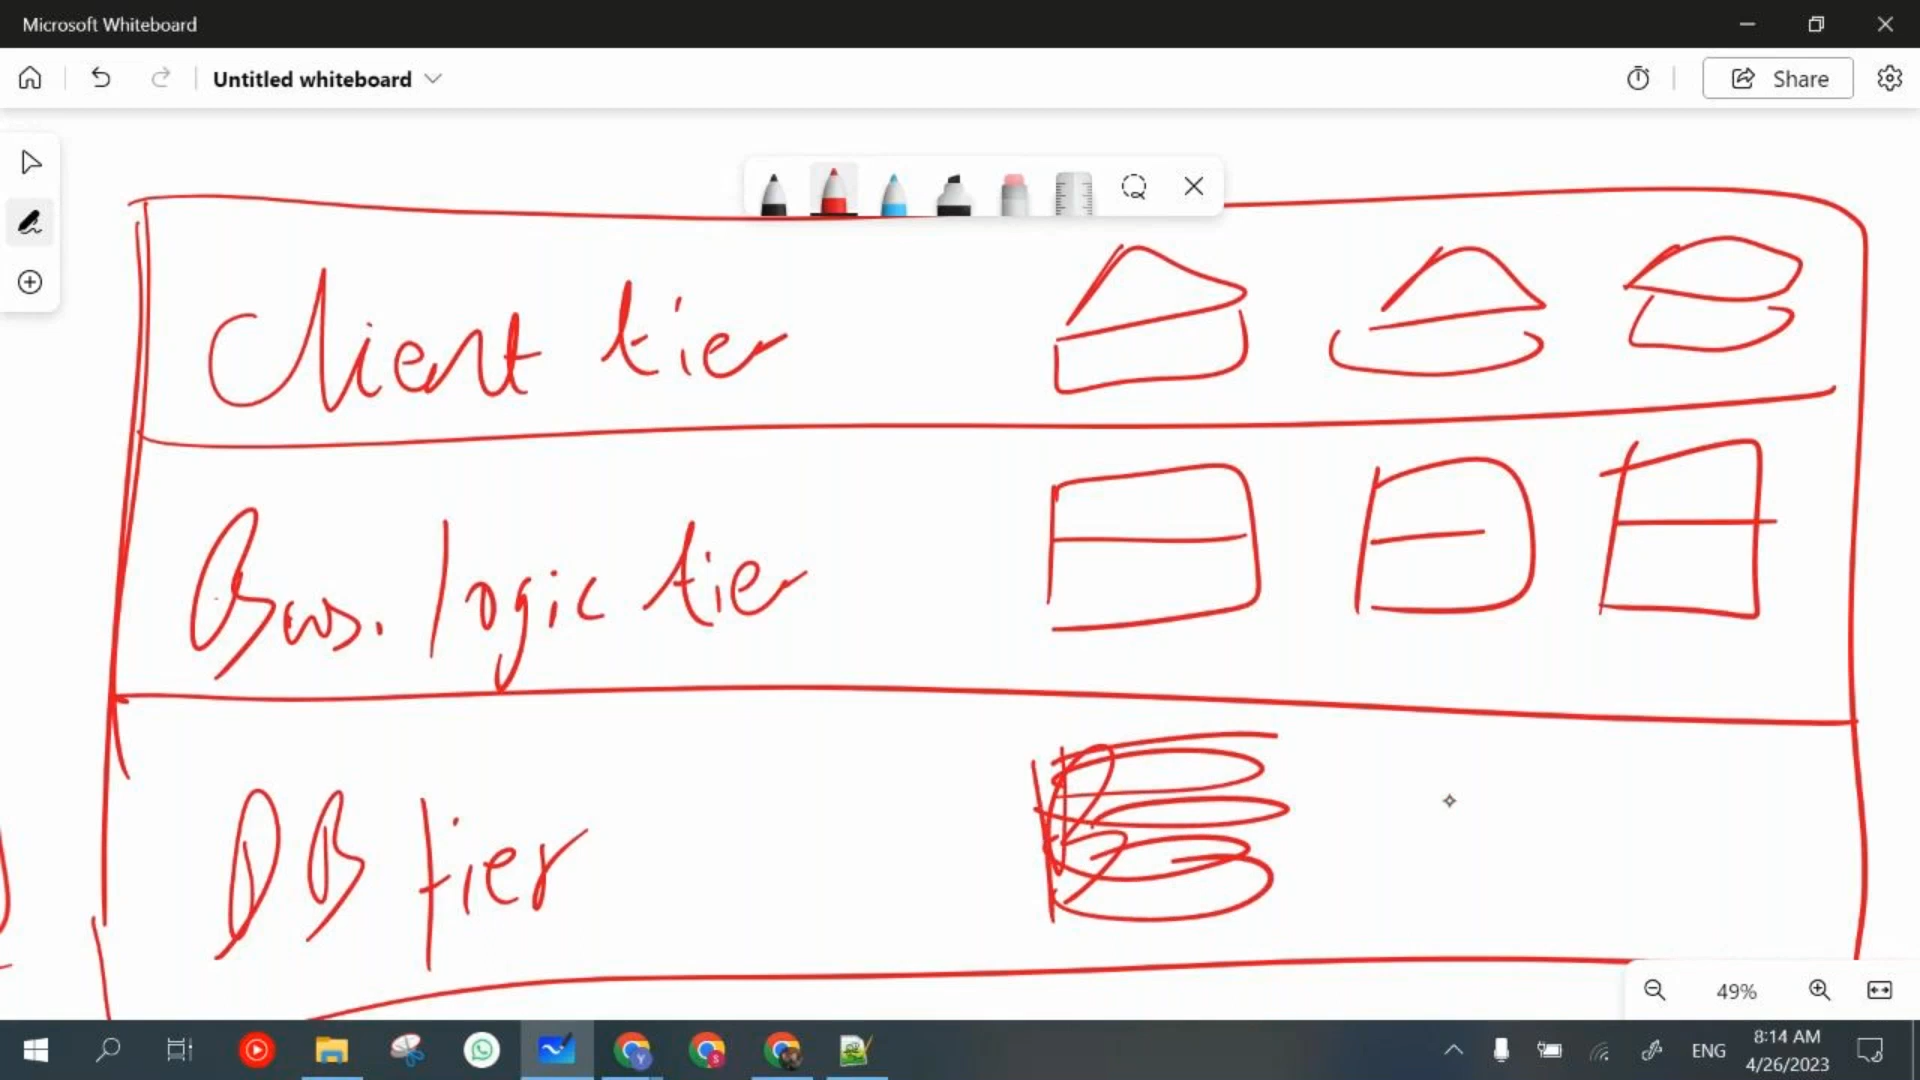 Microsoft Whiteboard
Untitled whiteboard
Share
Client tier
Bus. logic tier
DB tier
49%
ENG
8:14 AM
4/26/2023